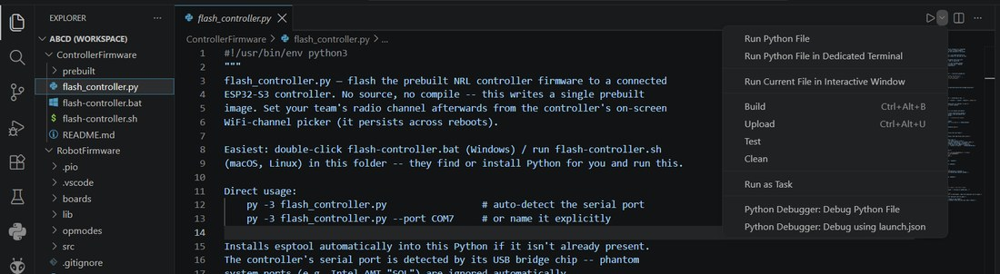 EXPLORER
ABCD (WORKSPACE)
ControllerFirmware
prebuilt
flash_controller.py
flash-controller.bat
flash-controller.sh
README.md
RobotFirmware
.pio
.vscode
boards
lib
opmodes
src
.gitignore
flash_controller.py
ControllerFirmware > flash_controller.py > ...
1 #!/usr/bin/env python3
2 """
3 flash_controller.py — flash the prebuilt NRL controller firmware to a connected
4 ESP32-S3 controller. No source, no compile -- this writes a single prebuilt
5 image. Set your team's radio channel afterwards from the controller's on-screen
6 WiFi-channel picker (it persists across reboots).
7
8 Easiest: double-click flash-controller.bat (Windows) / run flash-controller.sh
9 (macOS, Linux) in this folder -- they find or install Python for you and run this.
10
11 Direct usage:
12 py -3 flash_controller.py # auto-detect the serial port
13 py -3 flash_controller.py --port COM7 # or name it explicitly
14
15 Installs esptool automatically into this Python if it isn't already present.
16 The controller's serial port is detected by its USB bridge chip -- phantom
17 system ports (e.g. Intel AMT "SOL") are ignored automatically
Run Python File
Run Python File in Dedicated Terminal
Run Current File in Interactive Window
Build Ctrl+Alt+B
Upload Ctrl+Alt+U
Test
Clean
Run as Task
Python Debugger: Debug Python File
Python Debugger: Debug using launch.json